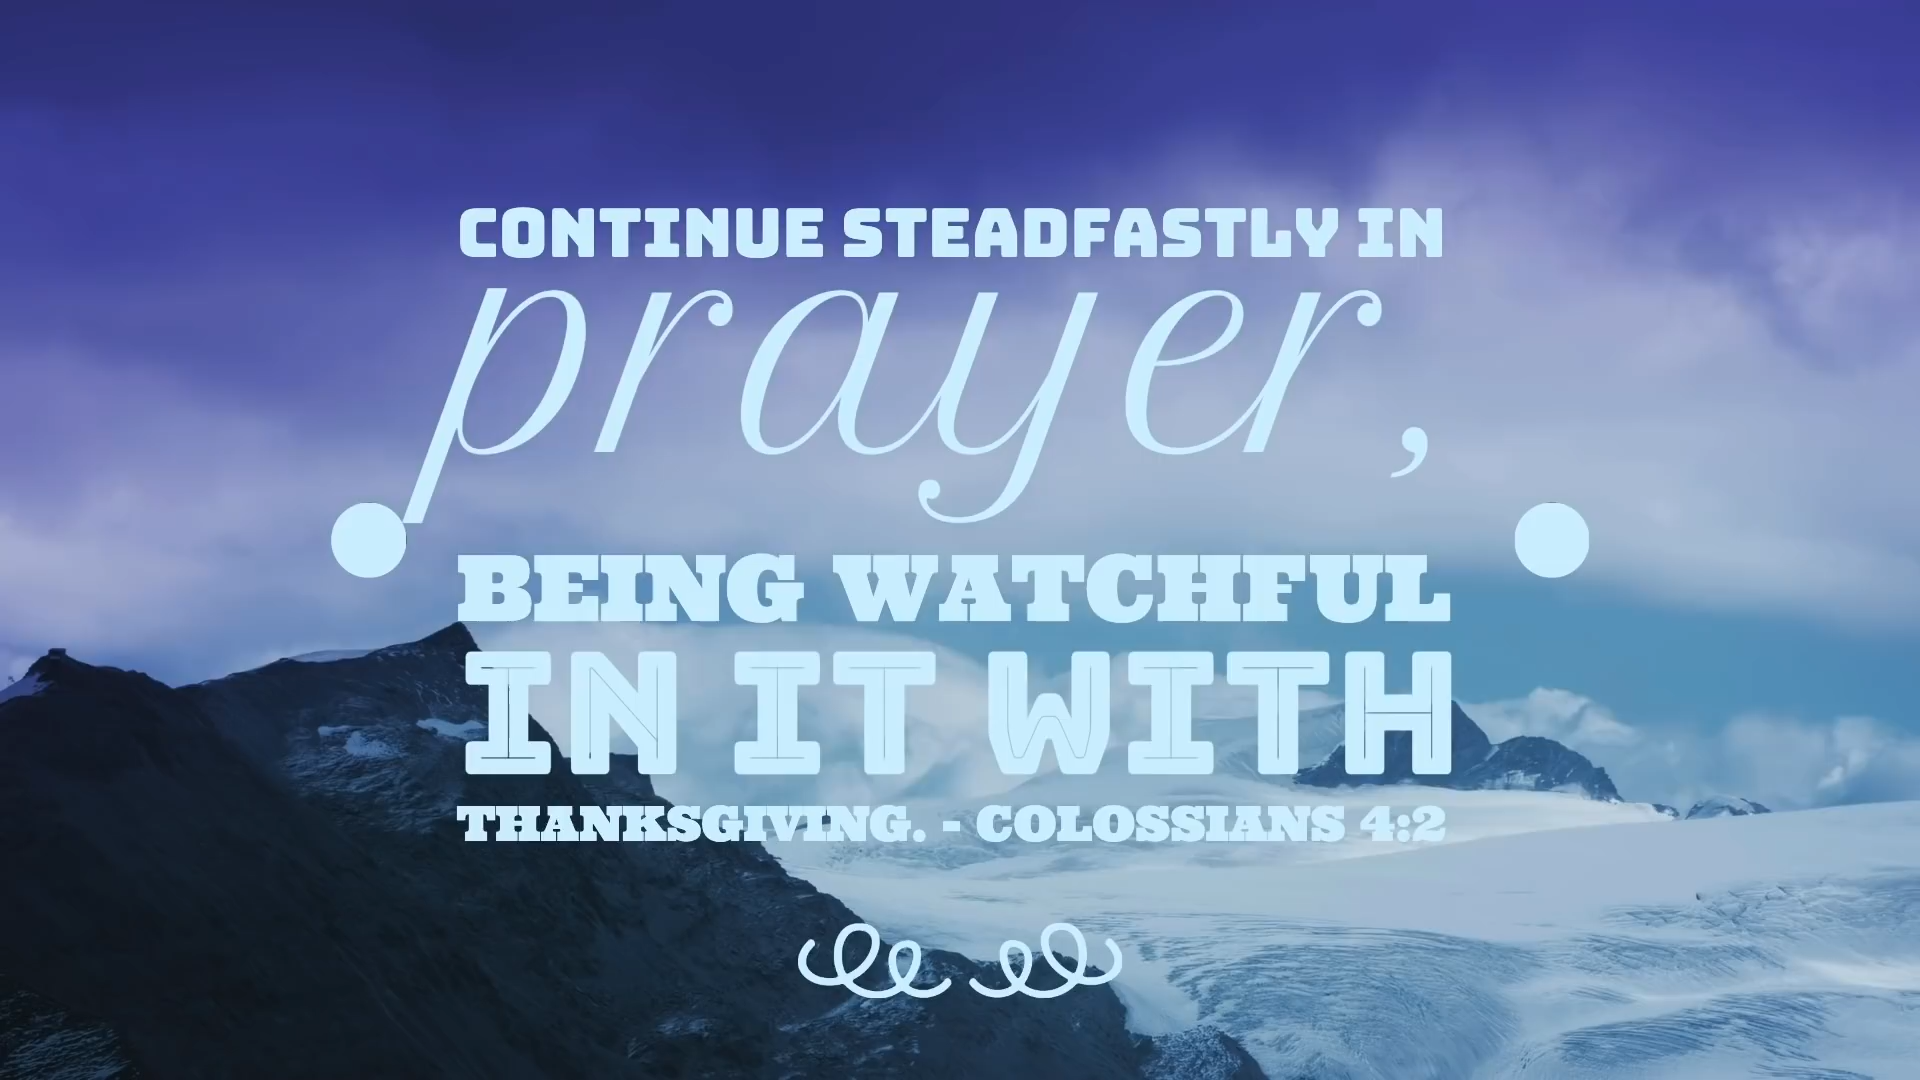 CONTINUE STEADFASTLY IN
prayer,
BEING WATCHFUL
IN IT WITH
THANKSGIVING. - COLOSSIANS 4:2